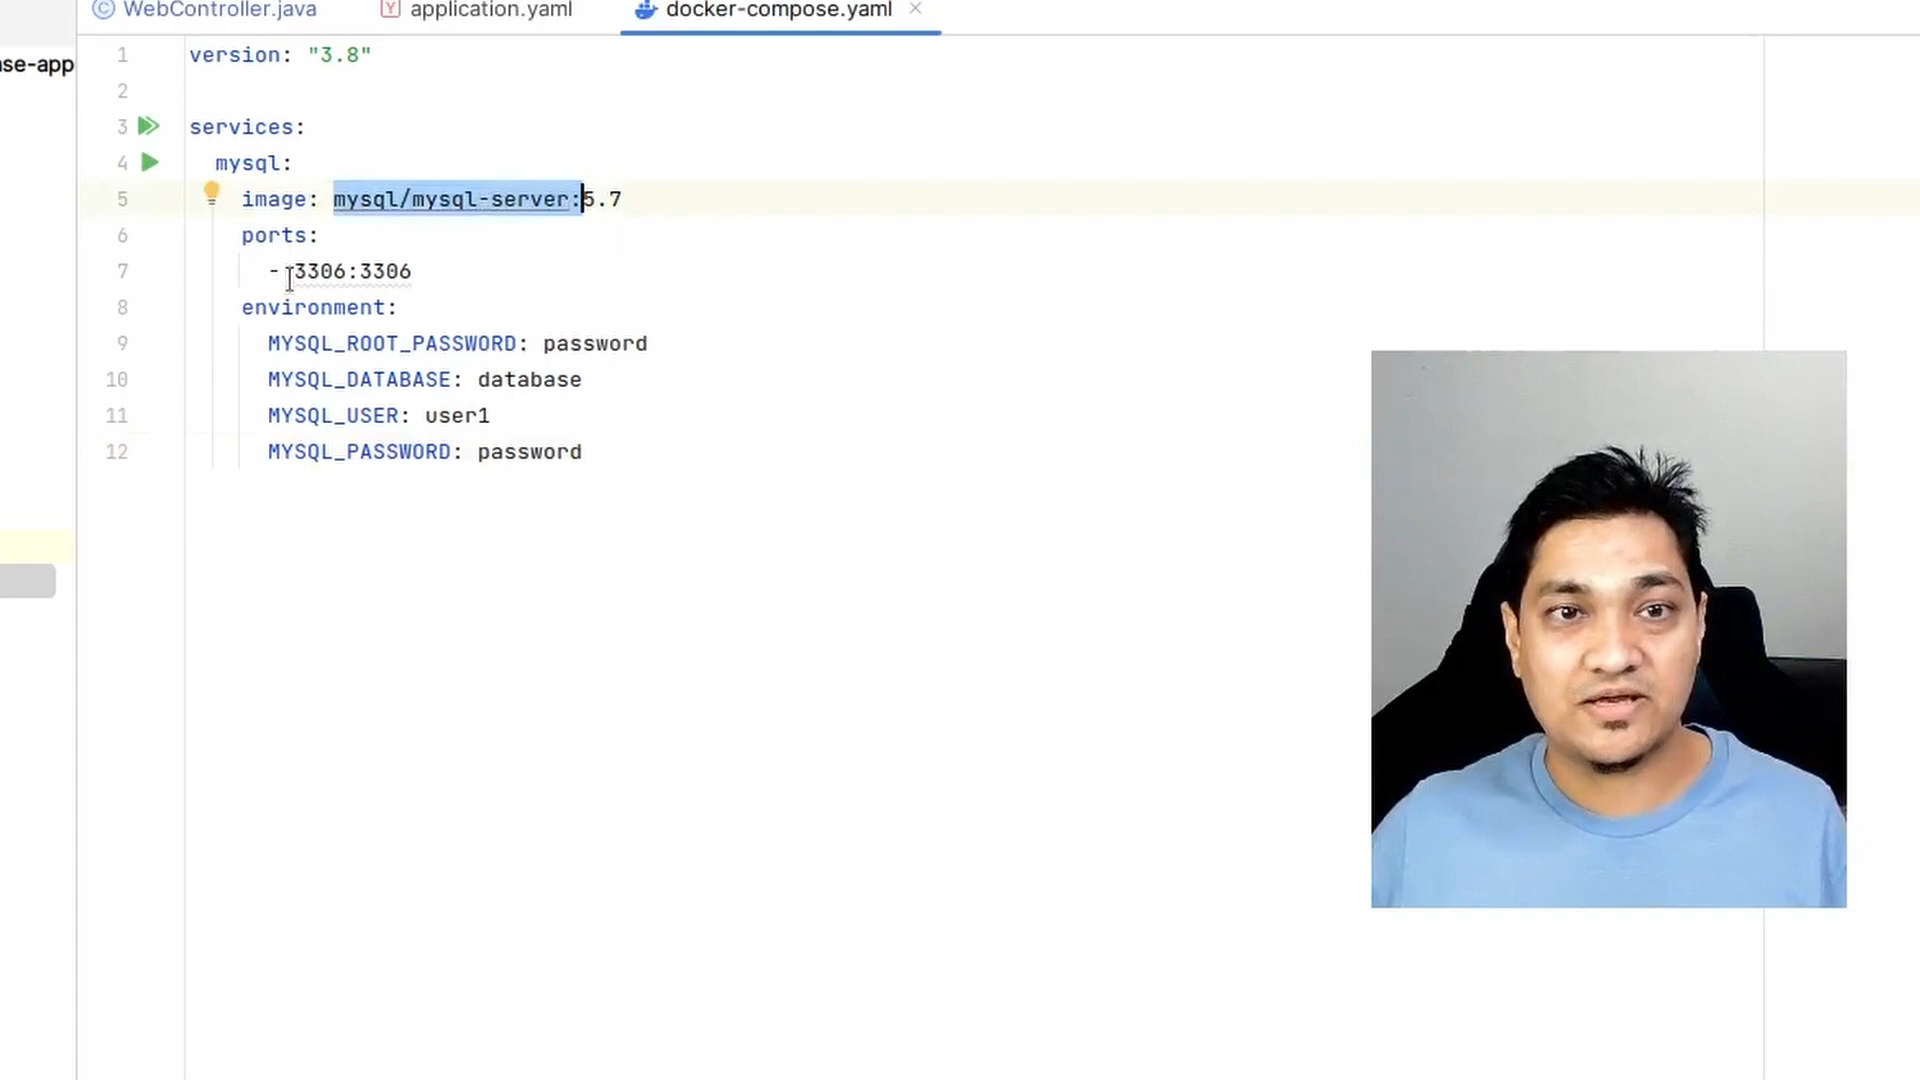 WebController.java application.yaml docker-compose.yaml
ase-app
1 version: "3.8"
2
3 services:
4 mysql:
5 image: mysql/mysql-server:5.7
6 ports:
7 - 3306:3306
8 environment:
9 MYSQL_ROOT_PASSWORD: password
10 MYSQL_DATABASE: database
11 MYSQL_USER: user1
12 MYSQL_PASSWORD: password